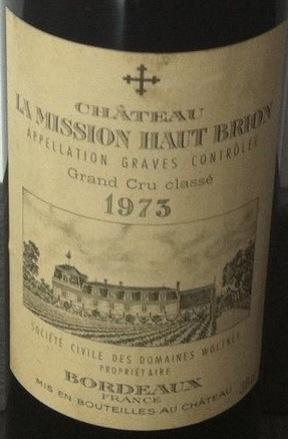 CHÂTEAU
LA MISSION HAUT BRION
APPELLATION GRAVES CONTRÔLÉE
Grand Cru classé
1973
SOCIÉTÉ CIVILE DES DOMAINES WOLTNER
PROPRIÉTAIRE
BORDEAUX
FRANCE
MIS EN BOUTEILLES AU CHÂTEAU